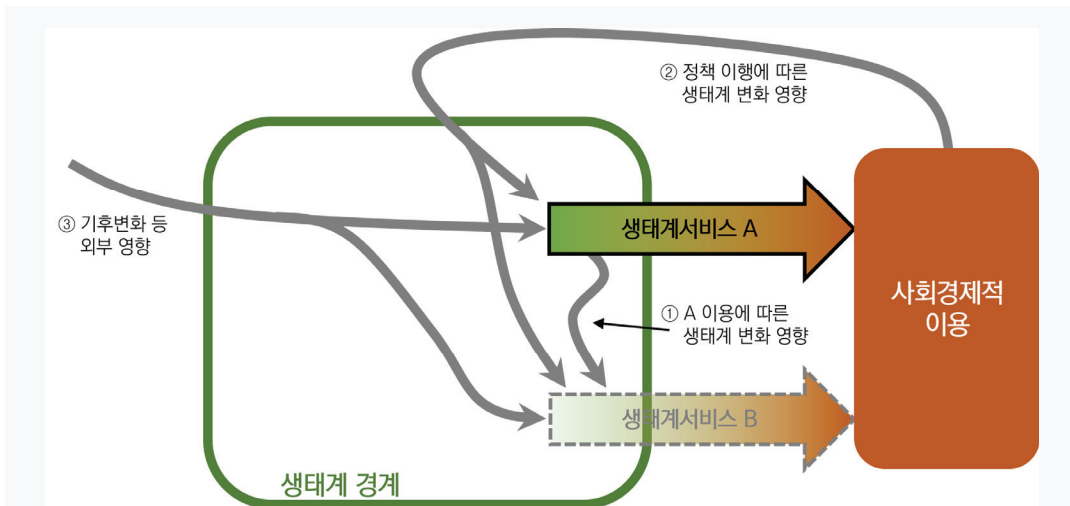 ② 정책 이행에 따른
생태계 변화 영향
③ 기후변화 등
외부 영향
생태계서비스 A
사회경제적
이용
① A 이용에 따른
생태계 변화 영향
생태계서비스 B
생태계 경계